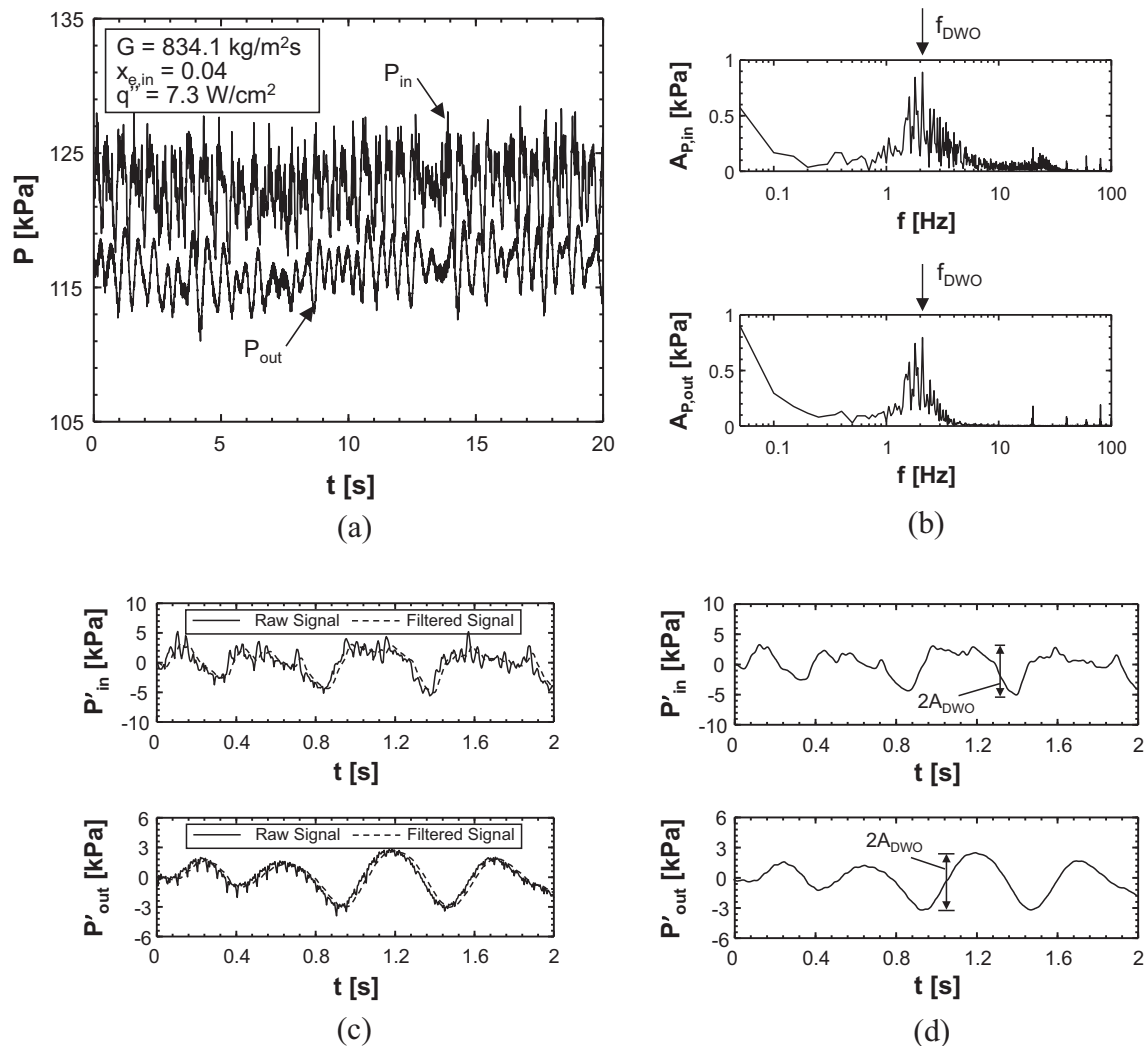 135
125
115
105
P [kPa]
G = 834.1 kg/m²s
xₑ,in = 0.04
q" = 7.3 W/cm²
P_in
P_out
0 5 10 15 20
t [s]
(a)
f_DWO
1
0.5
0
A_P,in [kPa]
0.1 1 10 100
f [Hz]
f_DWO
1
0.5
0
A_P,out [kPa]
0.1 1 10 100
f [Hz]
(b)
10
5
0
-5
-10
P'_in [kPa]
Raw Signal Filtered Signal
0 0.4 0.8 1.2 1.6 2
t [s]
6
3
0
-3
-6
P'_out [kPa]
Raw Signal Filtered Signal
0 0.4 0.8 1.2 1.6 2
t [s]
(c)
10
5
0
-5
-10
P'_in [kPa]
2A_DWO
0 0.4 0.8 1.2 1.6 2
t [s]
6
3
0
-3
-6
P'_out [kPa]
2A_DWO
0 0.4 0.8 1.2 1.6 2
t [s]
(d)